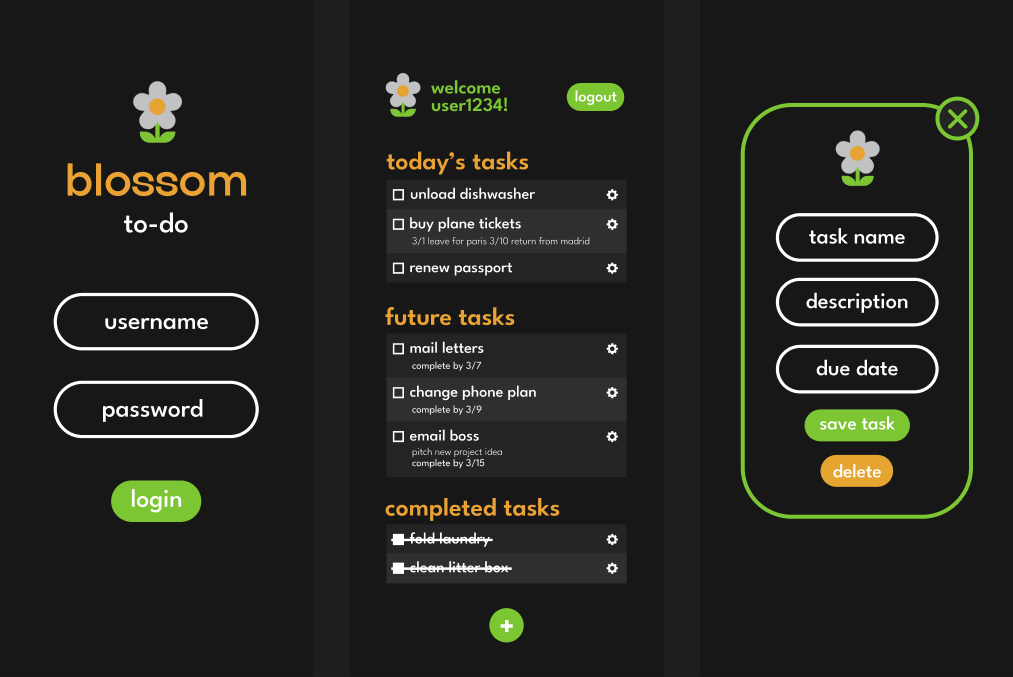 blossom
to-do
username
password
login
welcome
user1234!
logout
today's tasks
unload dishwasher
buy plane tickets
3/1 leave for paris 3/10 return from madrid
renew passport
future tasks
mail letters
complete by 3/7
change phone plan
complete by 3/9
email boss
pitch new project idea
complete by 3/15
completed tasks
fold laundry
clean litter box
task name
description
due date
save task
delete